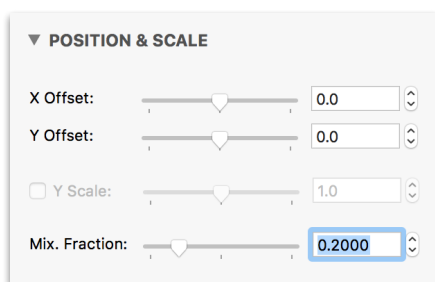 ▼ POSITION & SCALE
X Offset: 0.0
Y Offset: 0.0
Y Scale: 1.0
Mix. Fraction: 0.2000